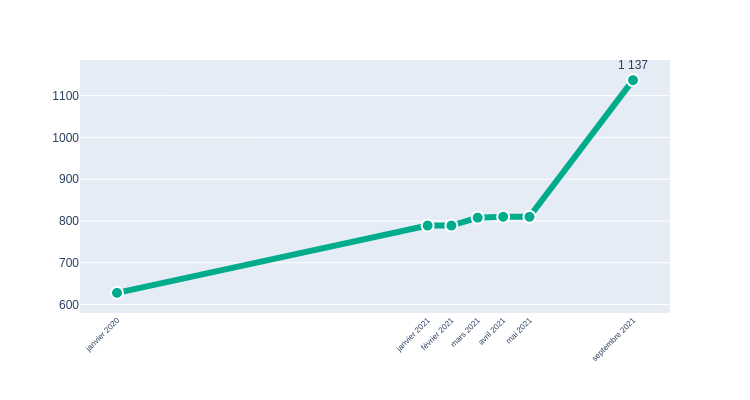 1 137
1100
1000
900
800
700
600
janvier 2020
janvier 2021
février 2021
mars 2021
avril 2021
mai 2021
septembre 2021